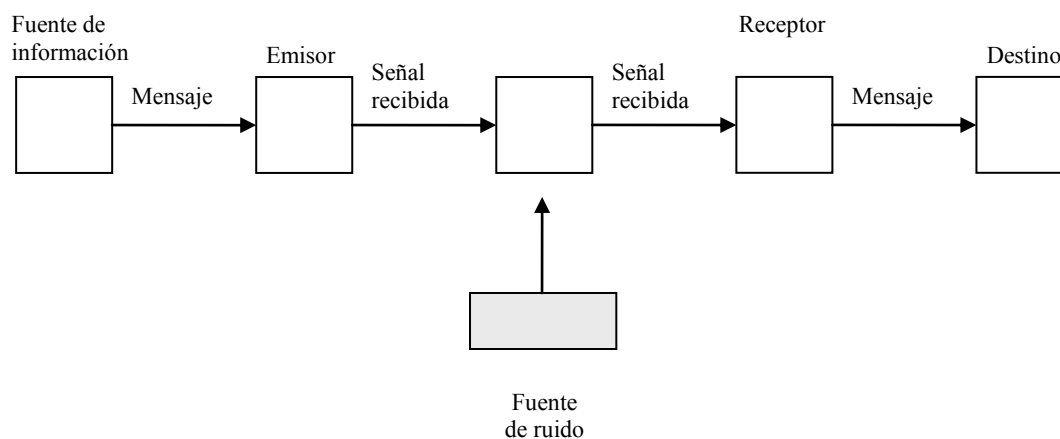 Fuente de
información
Mensaje
Emisor
Señal
recibida
Señal
recibida
Receptor
Mensaje
Destino
Fuente
de ruido